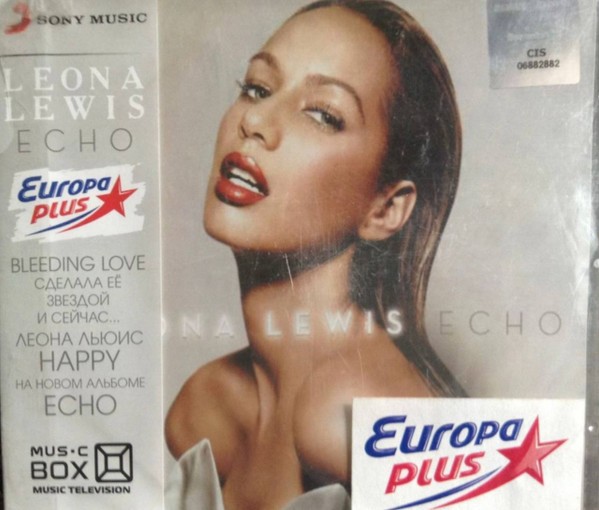 SONY MUSIC
LEONA
LEWIS
ECHO
Europa
plus
BLEEDING LOVE
СДЕЛАЛА ЕЁ
ЗВЕЗДОЙ
И СЕЙЧАС...
ЛЕОНА ЛЬЮИС
HAPPY
НА НОВОМ АЛЬБОМЕ
ECHO
MUS•C
BOX
MUSIC TELEVISION
CIS
06882882
ONA LEWIS ECHO
Europa
plus